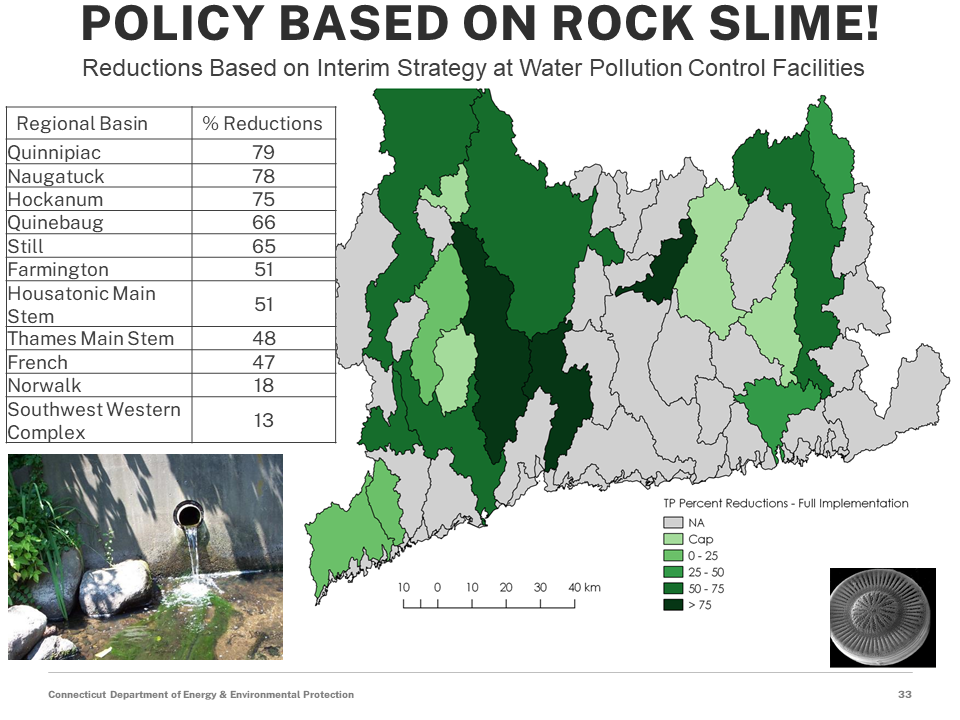 POLICY BASED ON ROCK SLIME!
Reductions Based on Interim Strategy at Water Pollution Control Facilities
Regional Basin % Reductions
Quinnipiac 79
Naugatuck 78
Hockanum 75
Quinebaug 66
Still 65
Farmington 51
Housatonic Main
Stem 51
Thames Main Stem 48
French 47
Norwalk 18
Southwest Western
Complex 13
TP Percent Reductions - Full Implementation
NA
Cap
0 - 25
25 - 50
50 - 75
> 75
10 0 10 20 30 40 km
Connecticut Department of Energy & Environmental Protection 33